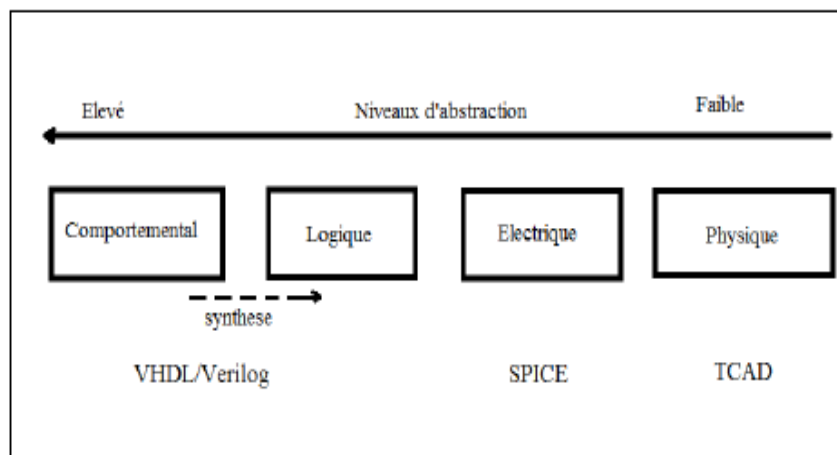 Elevé Niveaux d'abstraction Faible
Comportemental Logique Electrique Physique
synthese
VHDL/Verilog SPICE TCAD